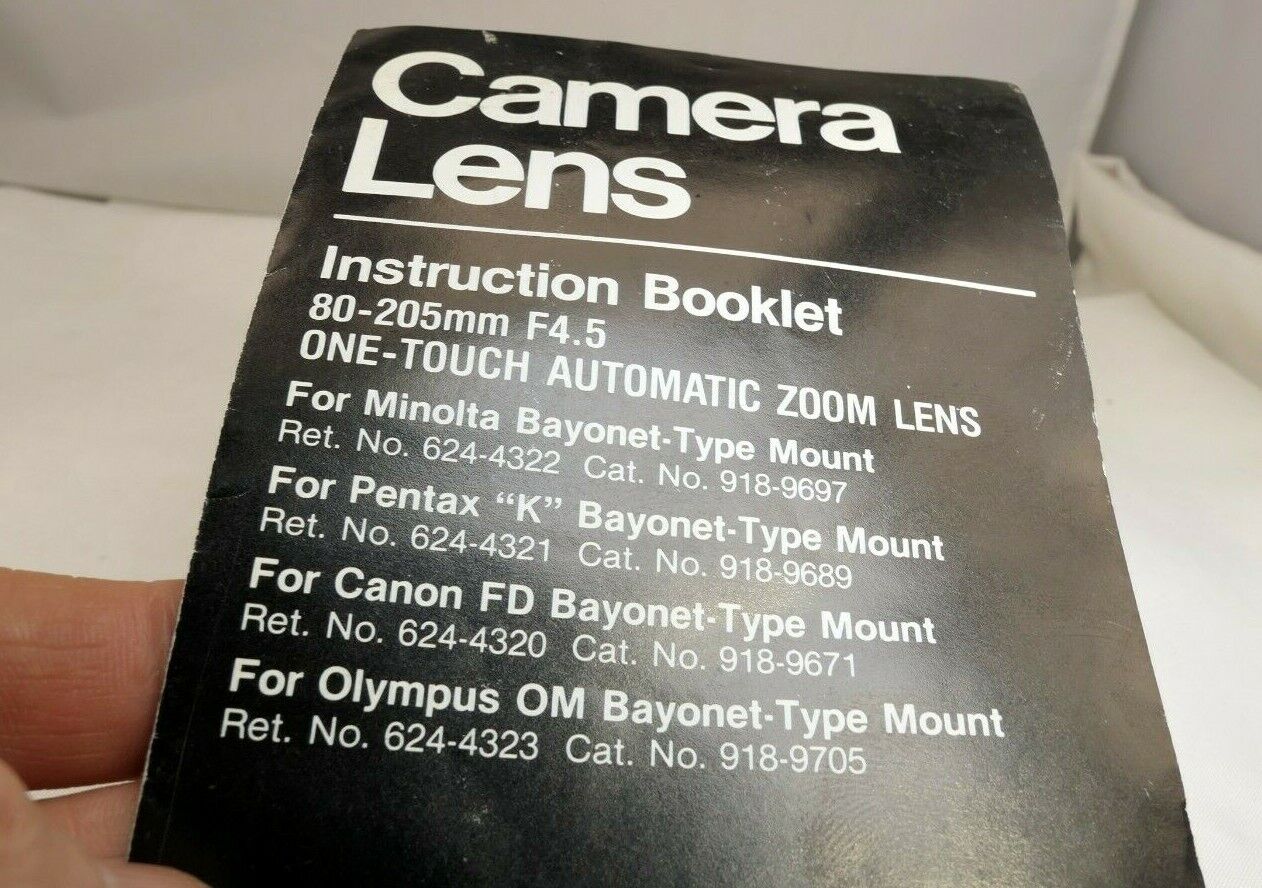 Camera
Lens
Instruction Booklet
80-205mm F4.5
ONE-TOUCH AUTOMATIC ZOOM LENS
For Minolta Bayonet-Type Mount
Ret. No. 624-4322 Cat. No. 918-9697
For Pentax “K” Bayonet-Type Mount
Ret. No. 624-4321 Cat. No. 918-9689
For Canon FD Bayonet-Type Mount
Ret. No. 624-4320 Cat. No. 918-9671
For Olympus OM Bayonet-Type Mount
Ret. No. 624-4323 Cat. No. 918-9705